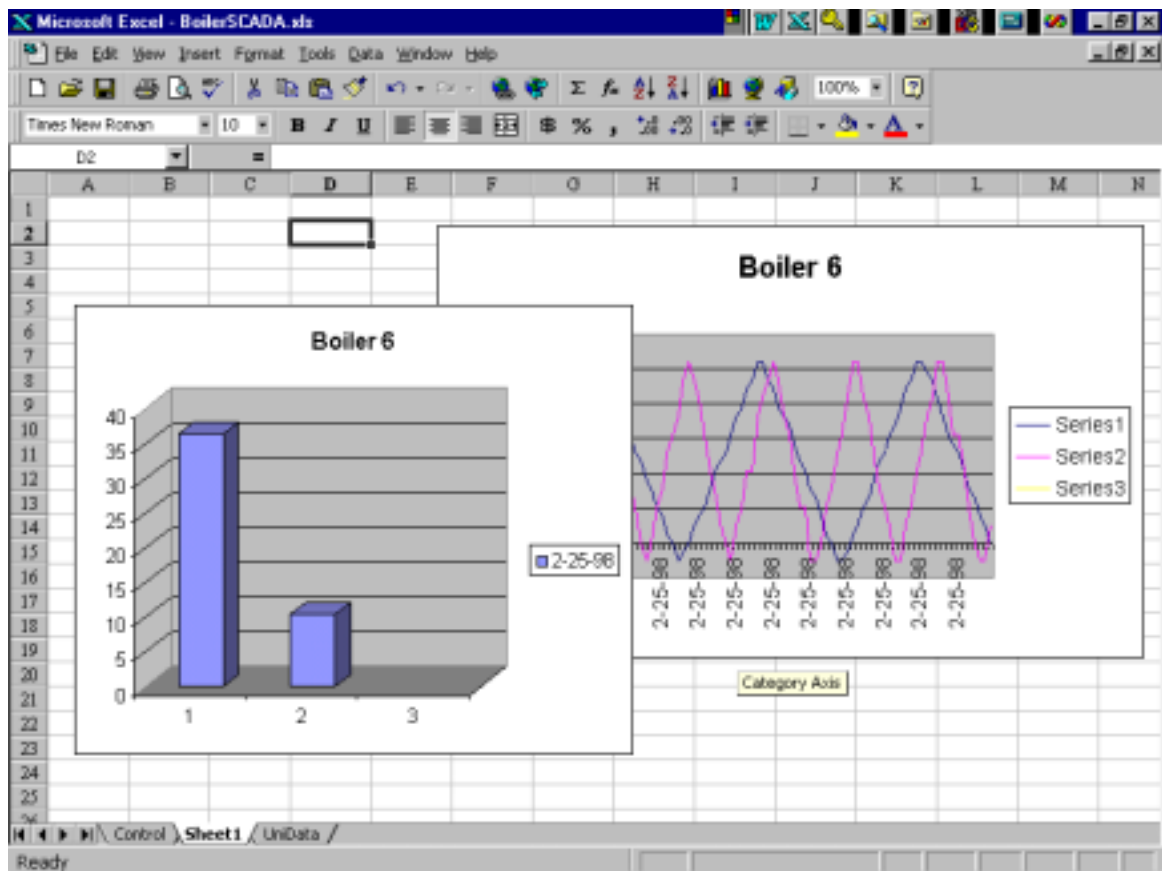 Microsoft Excel - BoilerSCADA.xls
File Edit View Insert Format Tools Data Window Help
100%
Times New Roman 10 B I U $ % ,
D2 =
A B C D E F G H I J K L M N
1
2
3
4
5
6
7
8
9
10
11
12
13
14
15
16
17
18
19
20
21
22
23
24
25
26
Boiler 6
Series1
Series2
Series3
2-25-98 2-25-98 2-25-98 2-25-98 2-25-98 2-25-98 2-25-98 2-25-98 2-25-98
Category Axis
Boiler 6
40
35
30
25
20
15
10
5
0
1 2 3
2-25-98
Control Sheet1 UniData
Ready